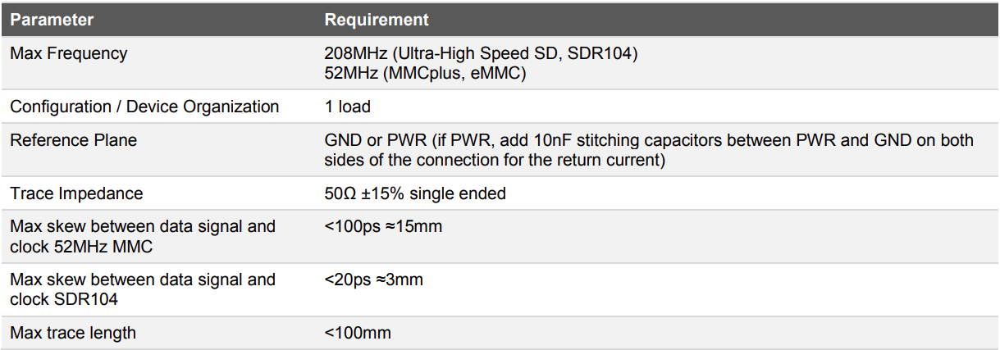 Parameter Requirement
Max Frequency 208MHz (Ultra-High Speed SD, SDR104)
52MHz (MMCplus, eMMC)
Configuration / Device Organization 1 load
Reference Plane GND or PWR (if PWR, add 10nF stitching capacitors between PWR and GND on both
sides of the connection for the return current)
Trace Impedance 50Ω ±15% single ended
Max skew between data signal and <100ps ≈15mm
clock 52MHz MMC
Max skew between data signal and <20ps ≈3mm
clock SDR104
Max trace length <100mm